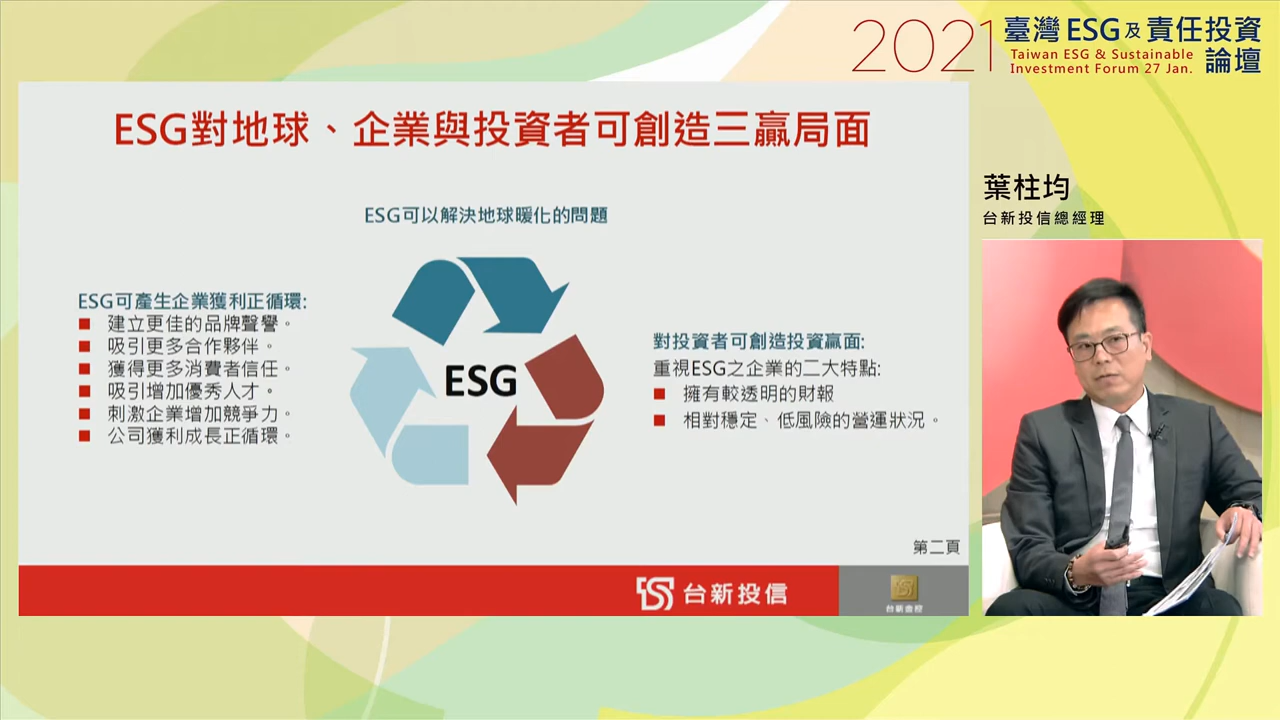 2021
臺灣 ESG 及 責任投資
Taiwan ESG & Sustainable
Investment Forum 27 Jan.
論壇
ESG對地球、企業與投資者可創造三贏局面
葉柱均
台新投信總經理
ESG可以解決地球暖化的問題
ESG可產生企業獲利正循環:
建立更佳的品牌聲譽。
吸引更多合作夥伴。
獲得更多消費者信任。
吸引增加優秀人才。
刺激企業增加競爭力。
公司獲利成長正循環。
ESG
對投資者可創造投資贏面:
重視ESG之企業的二大特點:
擁有較透明的財報
相對穩定、低風險的營運狀況。
第二頁
台新投信
台新金控